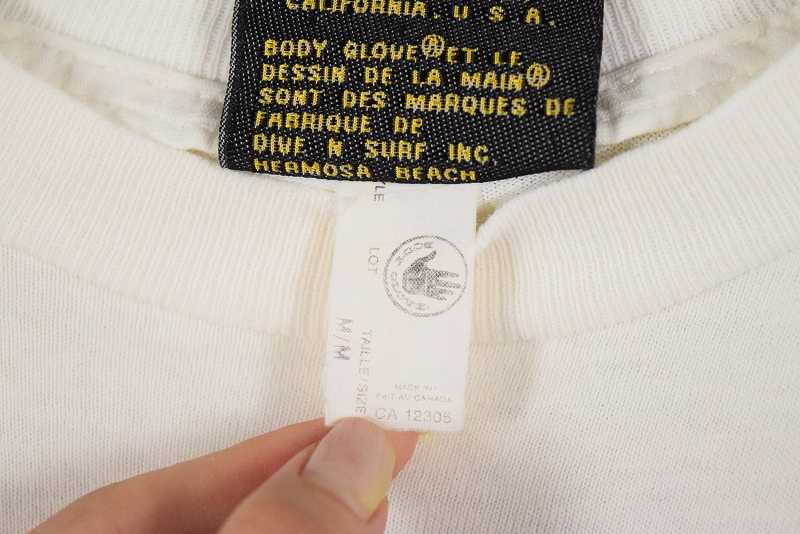 CALIFORNIA. U S A.
BODY GLOVE® ET LE
DESSIN DE LA MAIN®
SONT DES MARQUES DE
FABRIQUE DE
DIVE N SURF INC.
HERMOSA BEACH
LOT
TAILLE/SIZE
M/M
MADE IN/
FAIT AU CANADA
CA 12305